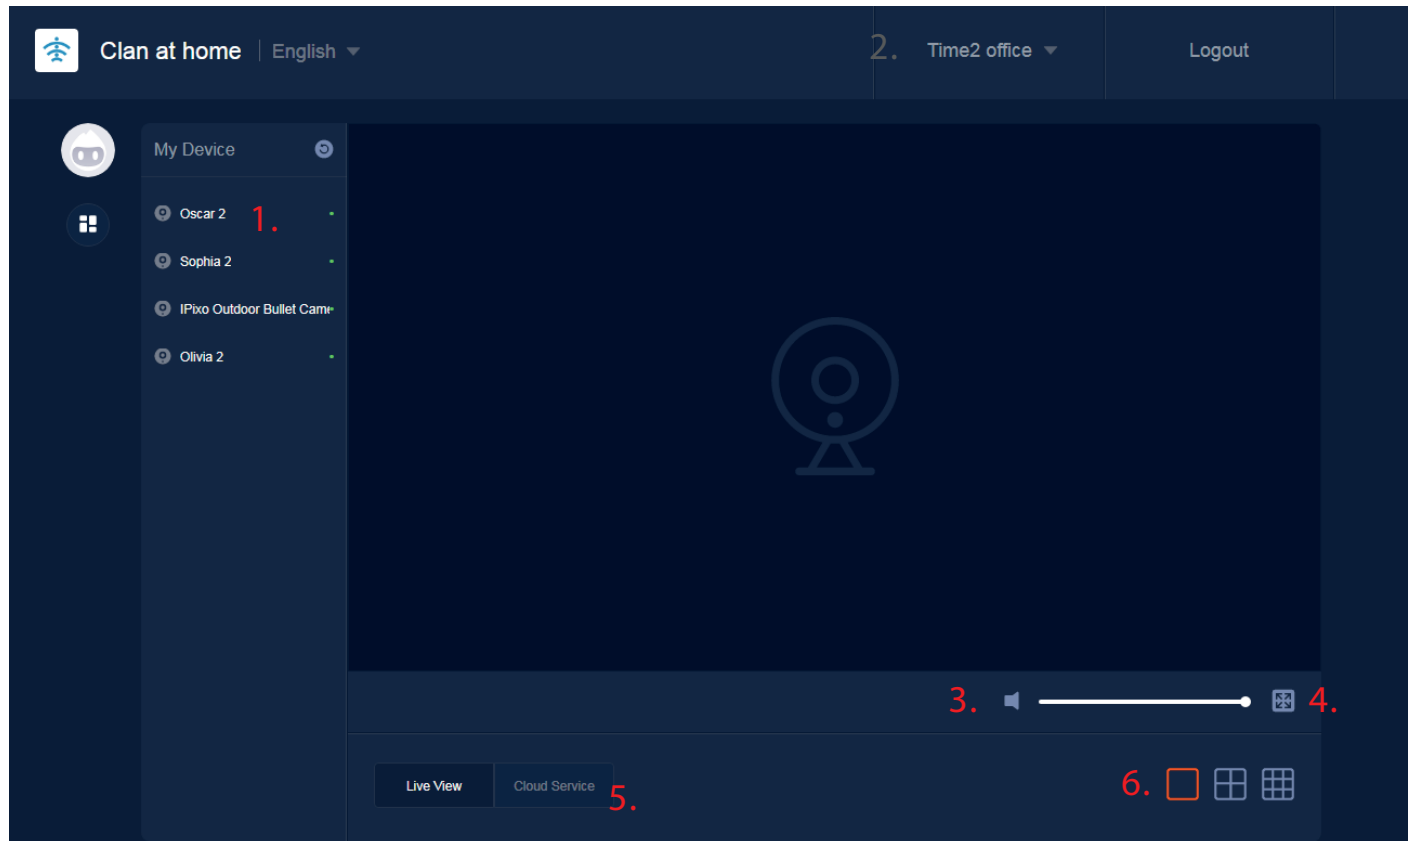 Clan at home English
2. Time2 office
Logout
My Device
Oscar 2 1.
Sophia 2
IPixo Outdoor Bullet Came
Olivia 2
3.
4.
Live View
Cloud Service 5.
6.